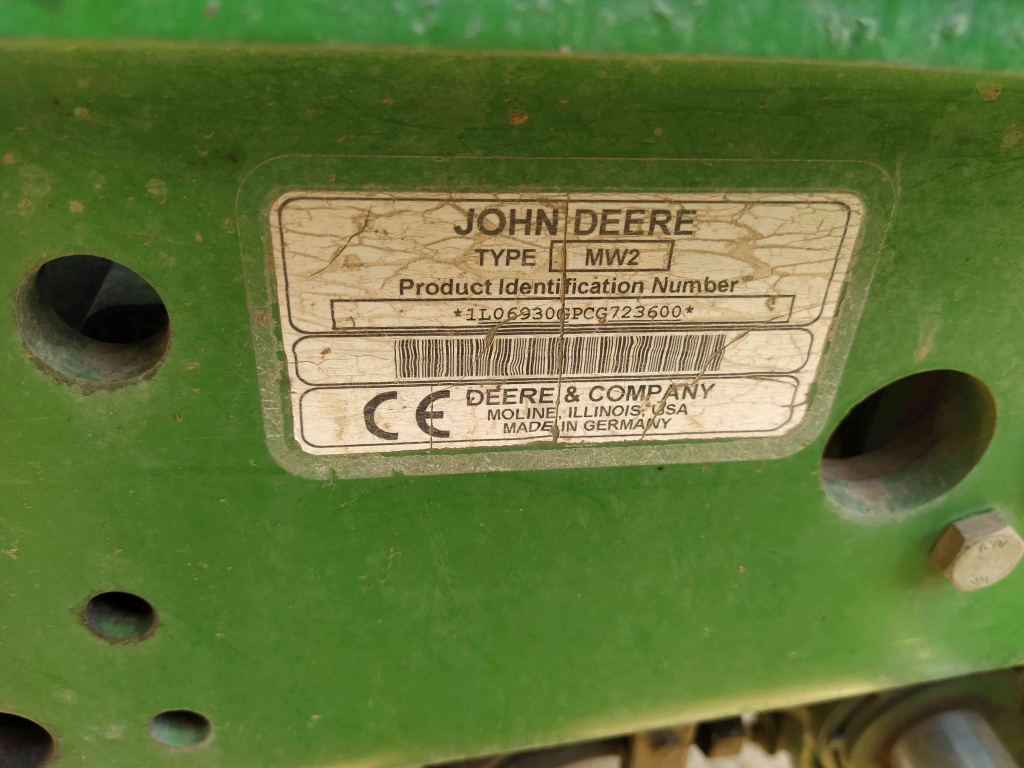 JOHN DEERE
TYPE MW2
Product Identification Number
*1L06930GPCG723600*
CE DEERE & COMPANY
MOLINE, ILLINOIS, USA
MADE IN GERMANY